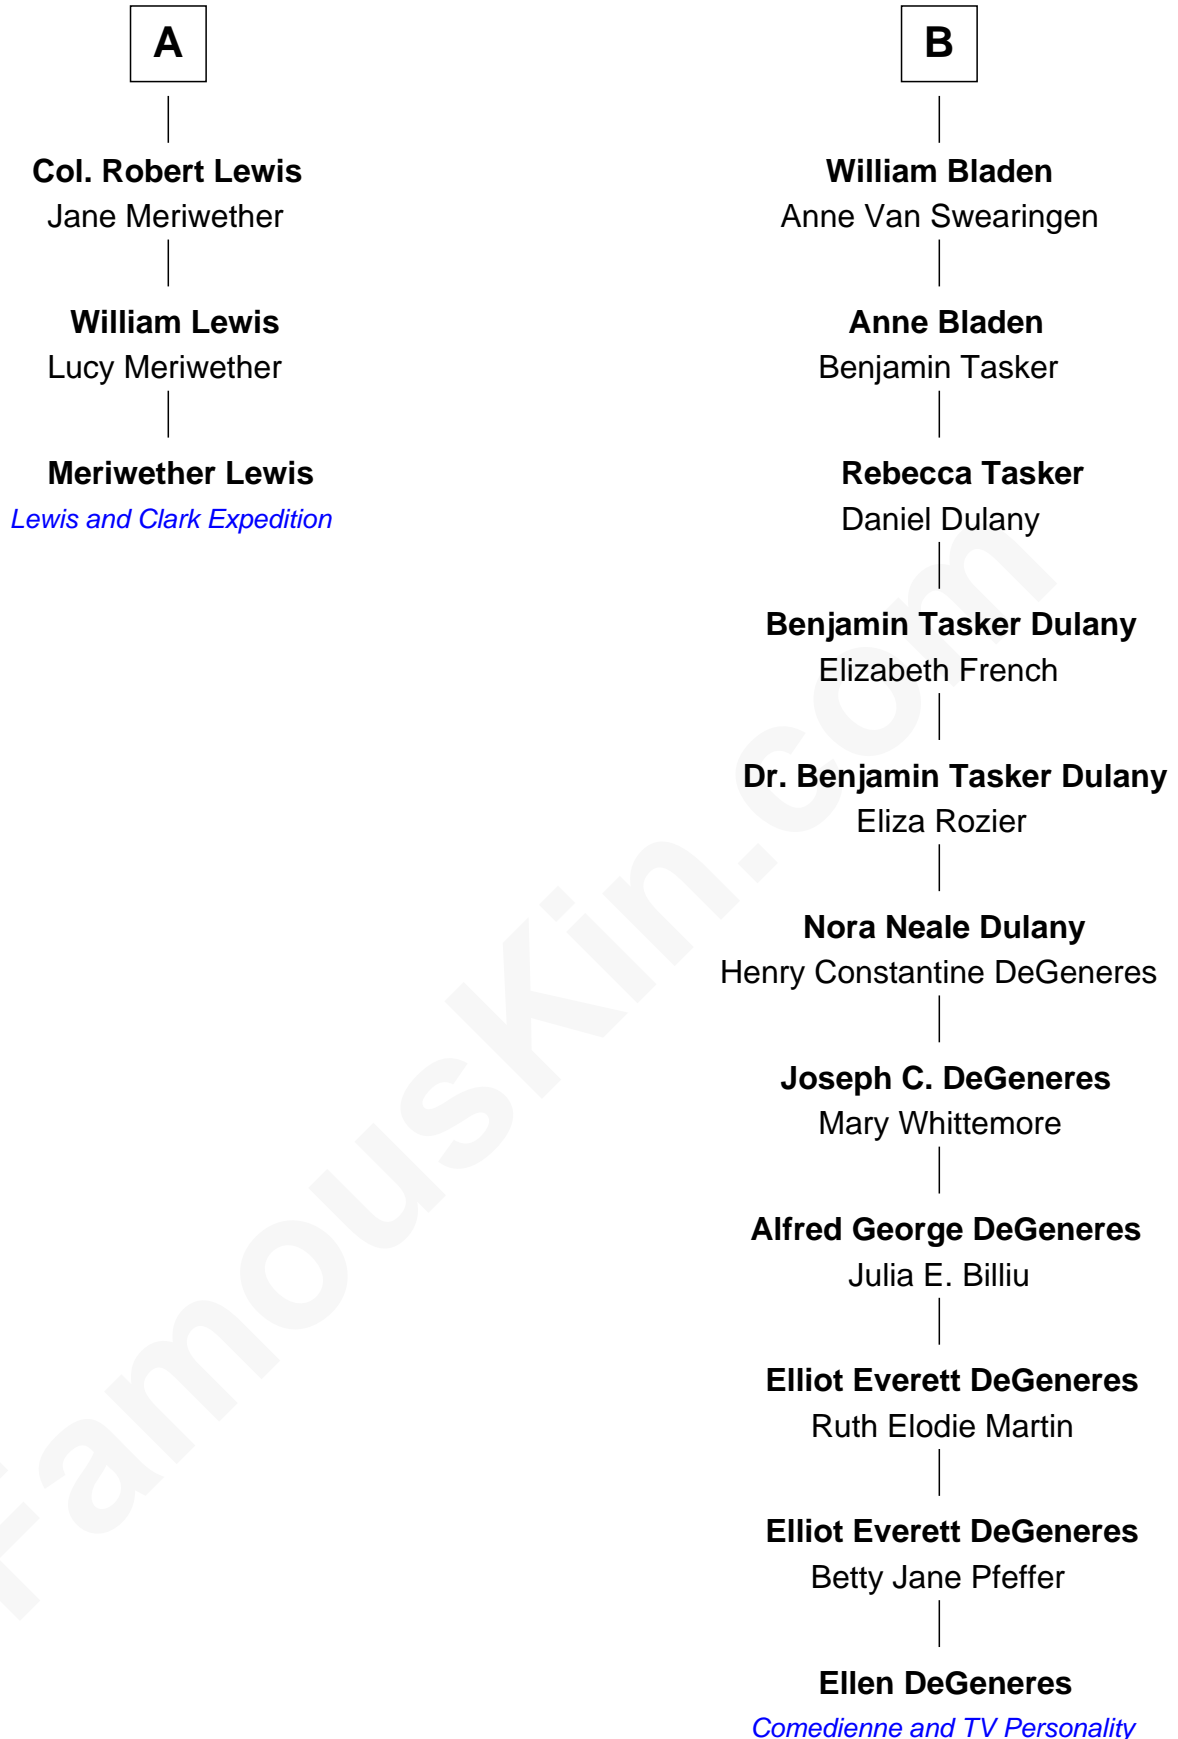 A
Col. Robert Lewis
Jane Meriwether
William Lewis
Lucy Meriwether
Meriwether Lewis
Lewis and Clark Expedition
B
William Bladen
Anne Van Swearingen
Anne Bladen
Benjamin Tasker
Rebecca Tasker
Daniel Dulany
Benjamin Tasker Dulany
Elizabeth French
Dr. Benjamin Tasker Dulany
Eliza Rozier
Nora Neale Dulany
Henry Constantine DeGeneres
Joseph C. DeGeneres
Mary Whittemore
Alfred George DeGeneres
Julia E. Billiu
Elliot Everett DeGeneres
Ruth Elodie Martin
Elliot Everett DeGeneres
Betty Jane Pfeffer
Ellen DeGeneres
Comedienne and TV Personality
FamousKin.com